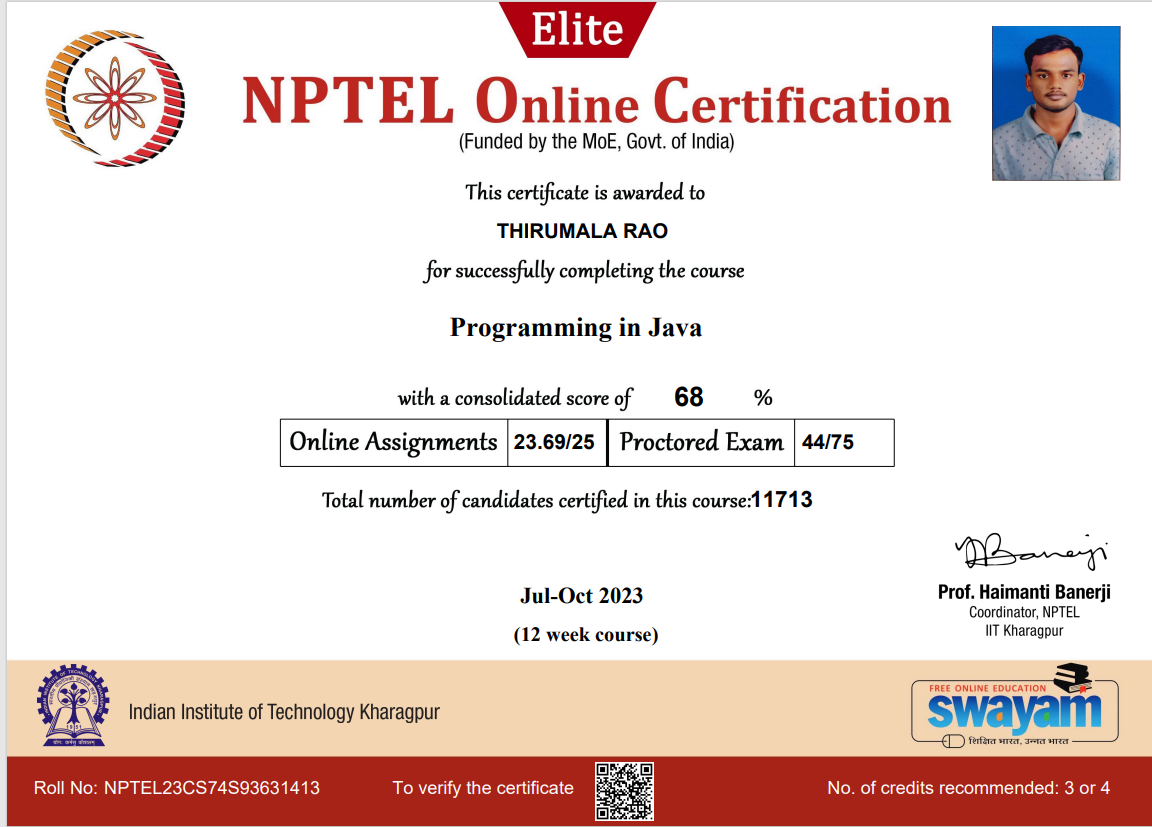 Elite
NPTEL Online Certification
(Funded by the MoE, Govt. of India)
This certificate is awarded to
THIRUMALA RAO
for successfully completing the course
Programming in Java
with a consolidated score of 68 %
Online Assignments 23.69/25 Proctored Exam 44/75
Total number of candidates certified in this course:11713
Jul-Oct 2023
(12 week course)
Prof. Haimanti Banerji
Coordinator, NPTEL
IIT Kharagpur
Indian Institute of Technology Kharagpur
1951
FREE ONLINE EDUCATION
swayam
शिक्षित भारत, उन्नत भारत
Roll No: NPTEL23CS74S93631413
To verify the certificate
No. of credits recommended: 3 or 4